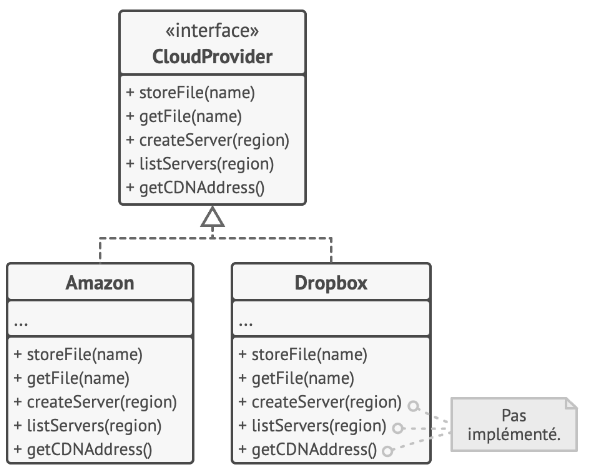 «interface»
CloudProvider
+ storeFile(name)
+ getFile(name)
+ createServer(region)
+ listServers(region)
+ getCDNAddress()
Amazon
...
+ storeFile(name)
+ getFile(name)
+ createServer(region)
+ listServers(region)
+ getCDNAddress()
Dropbox
...
+ storeFile(name)
+ getFile(name)
+ createServer(region)
+ listServers(region)
+ getCDNAddress()
Pas
implémenté.